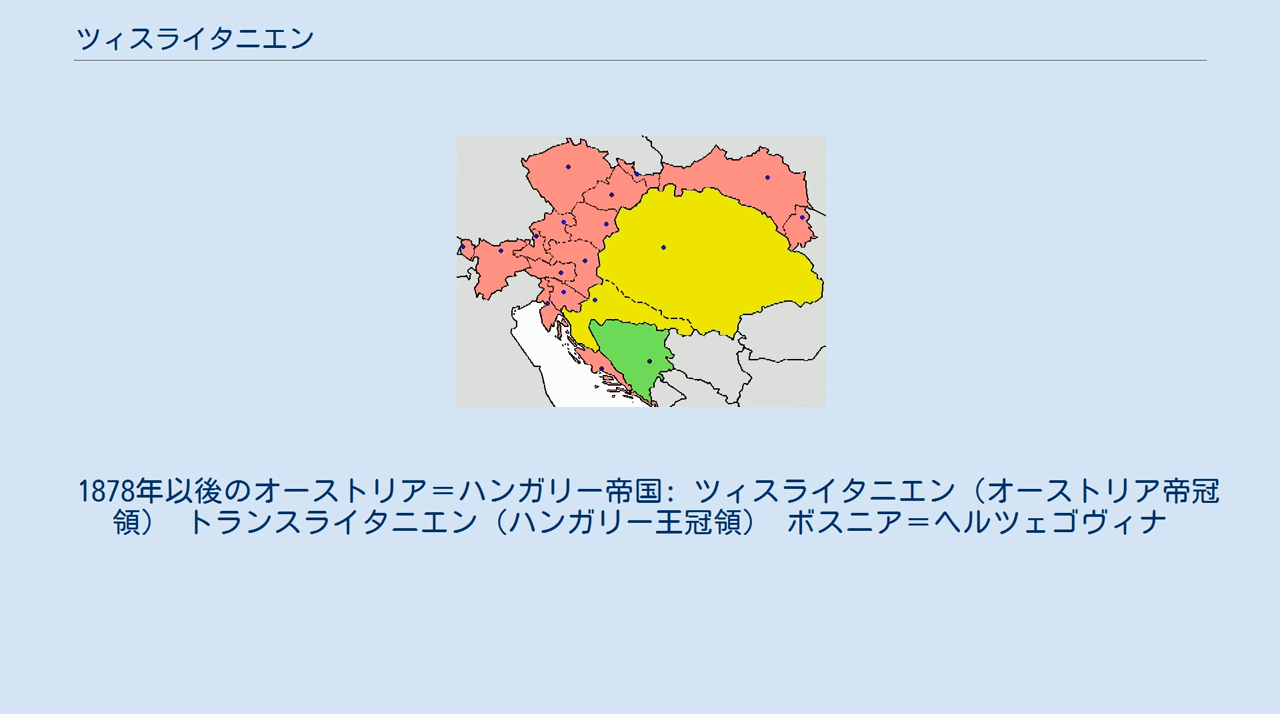 ツィスライタニエン
1878年以後のオーストリア＝ハンガリー帝国: ツィスライタニエン（オーストリア帝冠
領） トランスライタニエン（ハンガリー王冠領） ボスニア＝ヘルツェゴヴィナ